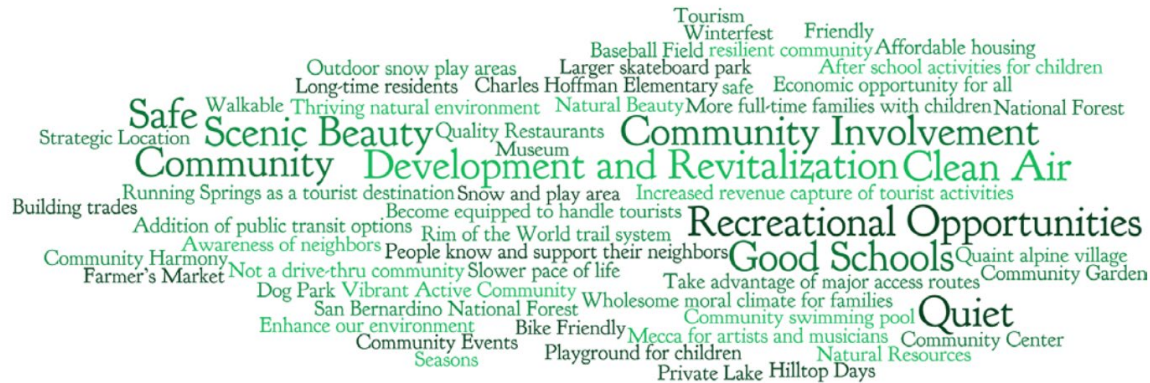 Tourism
Winterfest Friendly
Baseball Field resilient community Affordable housing
Outdoor snow play areas Larger skateboard park After school activities for children
Long-time residents Charles Hoffman Elementary safe Economic opportunity for all
Safe Walkable Thriving natural environment Natural Beauty More full-time families with children National Forest
Strategic Location Scenic Beauty Quality Restaurants Community Involvement
Museum
Community Development and Revitalization Clean Air
Running Springs as a tourist destination Snow and play area Increased revenue capture of tourist activities
Building trades Become equipped to handle tourists Recreational Opportunities
Addition of public transit options Rim of the World trail system
Awareness of neighbors People know and support their neighbors Good Schools Quaint alpine village
Community Harmony
Farmer's Market Not a drive-thru community Slower pace of life Take advantage of major access routes Community Garden
Dog Park Vibrant Active Community Wholesome moral climate for families
San Bernardino National Forest Community swimming pool Quiet
Enhance our environment Bike Friendly Mecca for artists and musicians Community Center
Community Events Playground for children Natural Resources
Seasons
Private Lake Hilltop Days